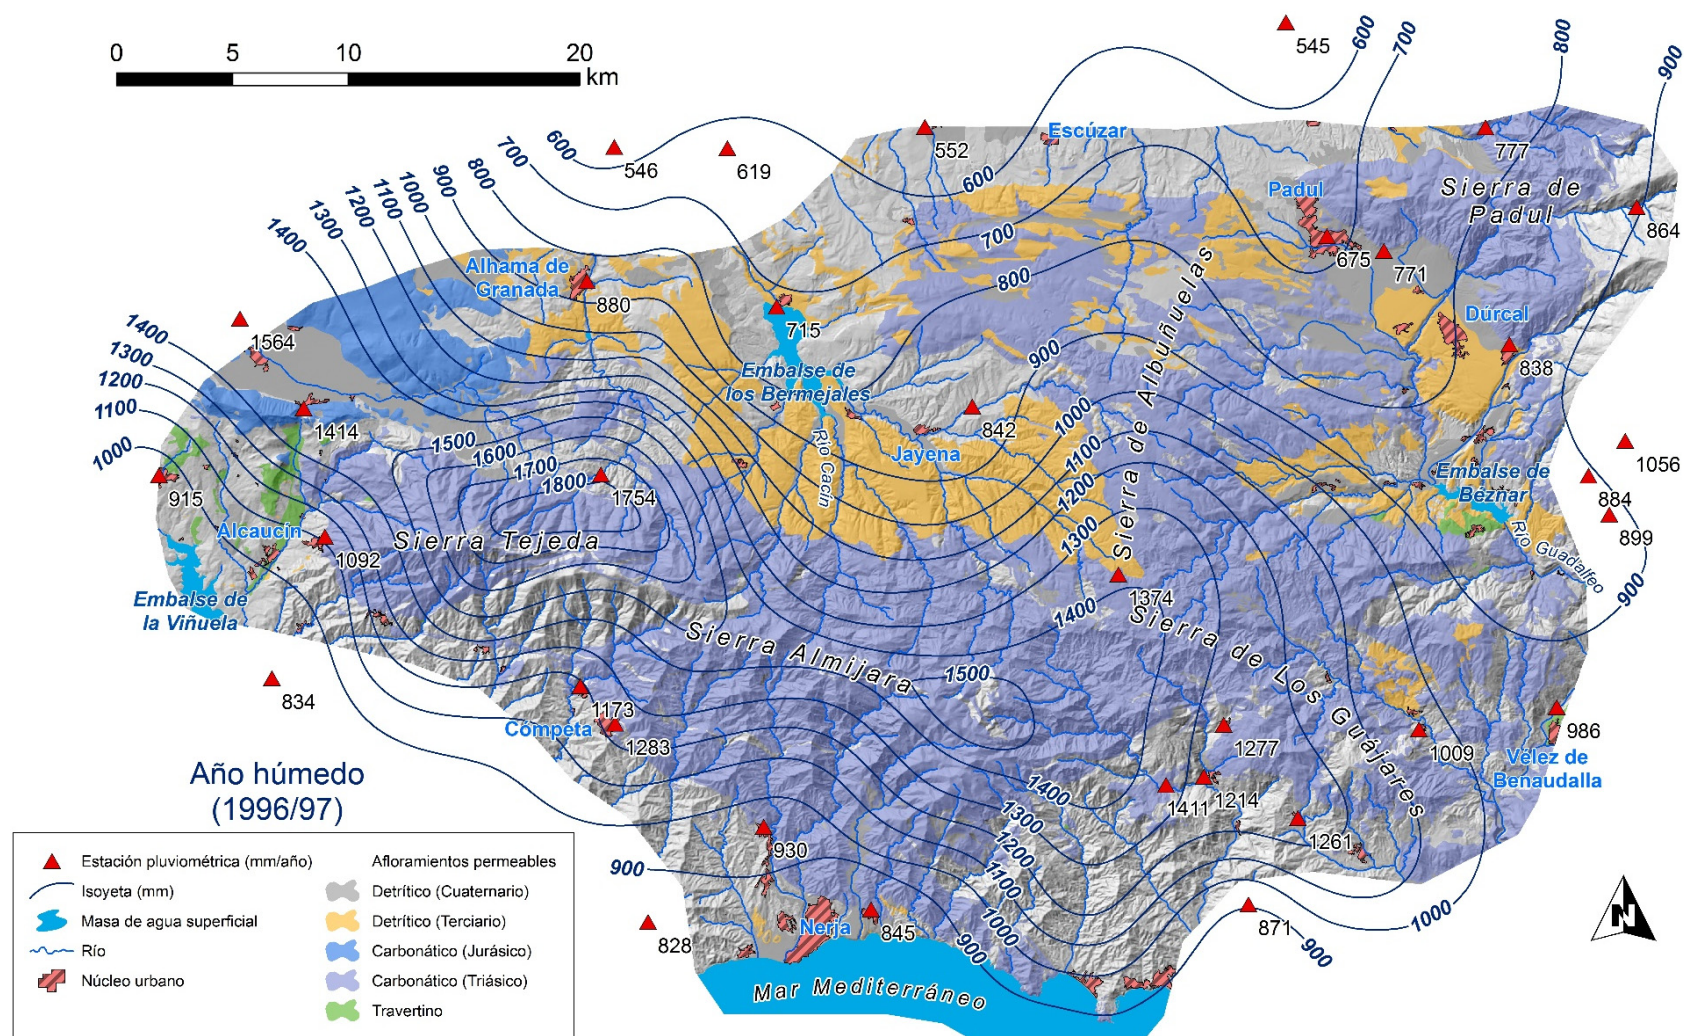 0 5 10 20
km
545
600
700
800
900
546
619
552
Escúzar
777
600
700
800
900
1000
1100
1200
1300
1400
600
700
800
Padul
675
771
Sierra de
Padul
864
Alhama de
Granada
880
715
Dúrcal
838
1564
1400
1300
1200
1100
1000
Embalse de
los Bermejales
Sierra de Albuñuelas
900
1000
1100
1200
1300
1400
842
Jayena
Río Cacín
1414
1500
1600
1700
1800
1754
915
Alcaucín
1092
Sierra Tejeda
Embalse de
la Viñuela
1056
884
899
Embalse de
Béznar
Río Guadalfeo
900
1374
Sierra Almijara
Sierra de Los Guájares
1500
834
1173
Cómpeta
1283
1277
1009
986
Vélez de
Benaudalla
1411
1214
1261
1400
1300
1200
1100
1000
900
930
900
828
Nerja
845
871
900
1000
Mar Mediterráneo
N
Año húmedo
(1996/97)
Estación pluviométrica (mm/año)
Isoyeta (mm)
Masa de agua superficial
Río
Núcleo urbano
Afloramientos permeables
Detrítico (Cuaternario)
Detrítico (Terciario)
Carbonático (Jurásico)
Carbonático (Triásico)
Travertino